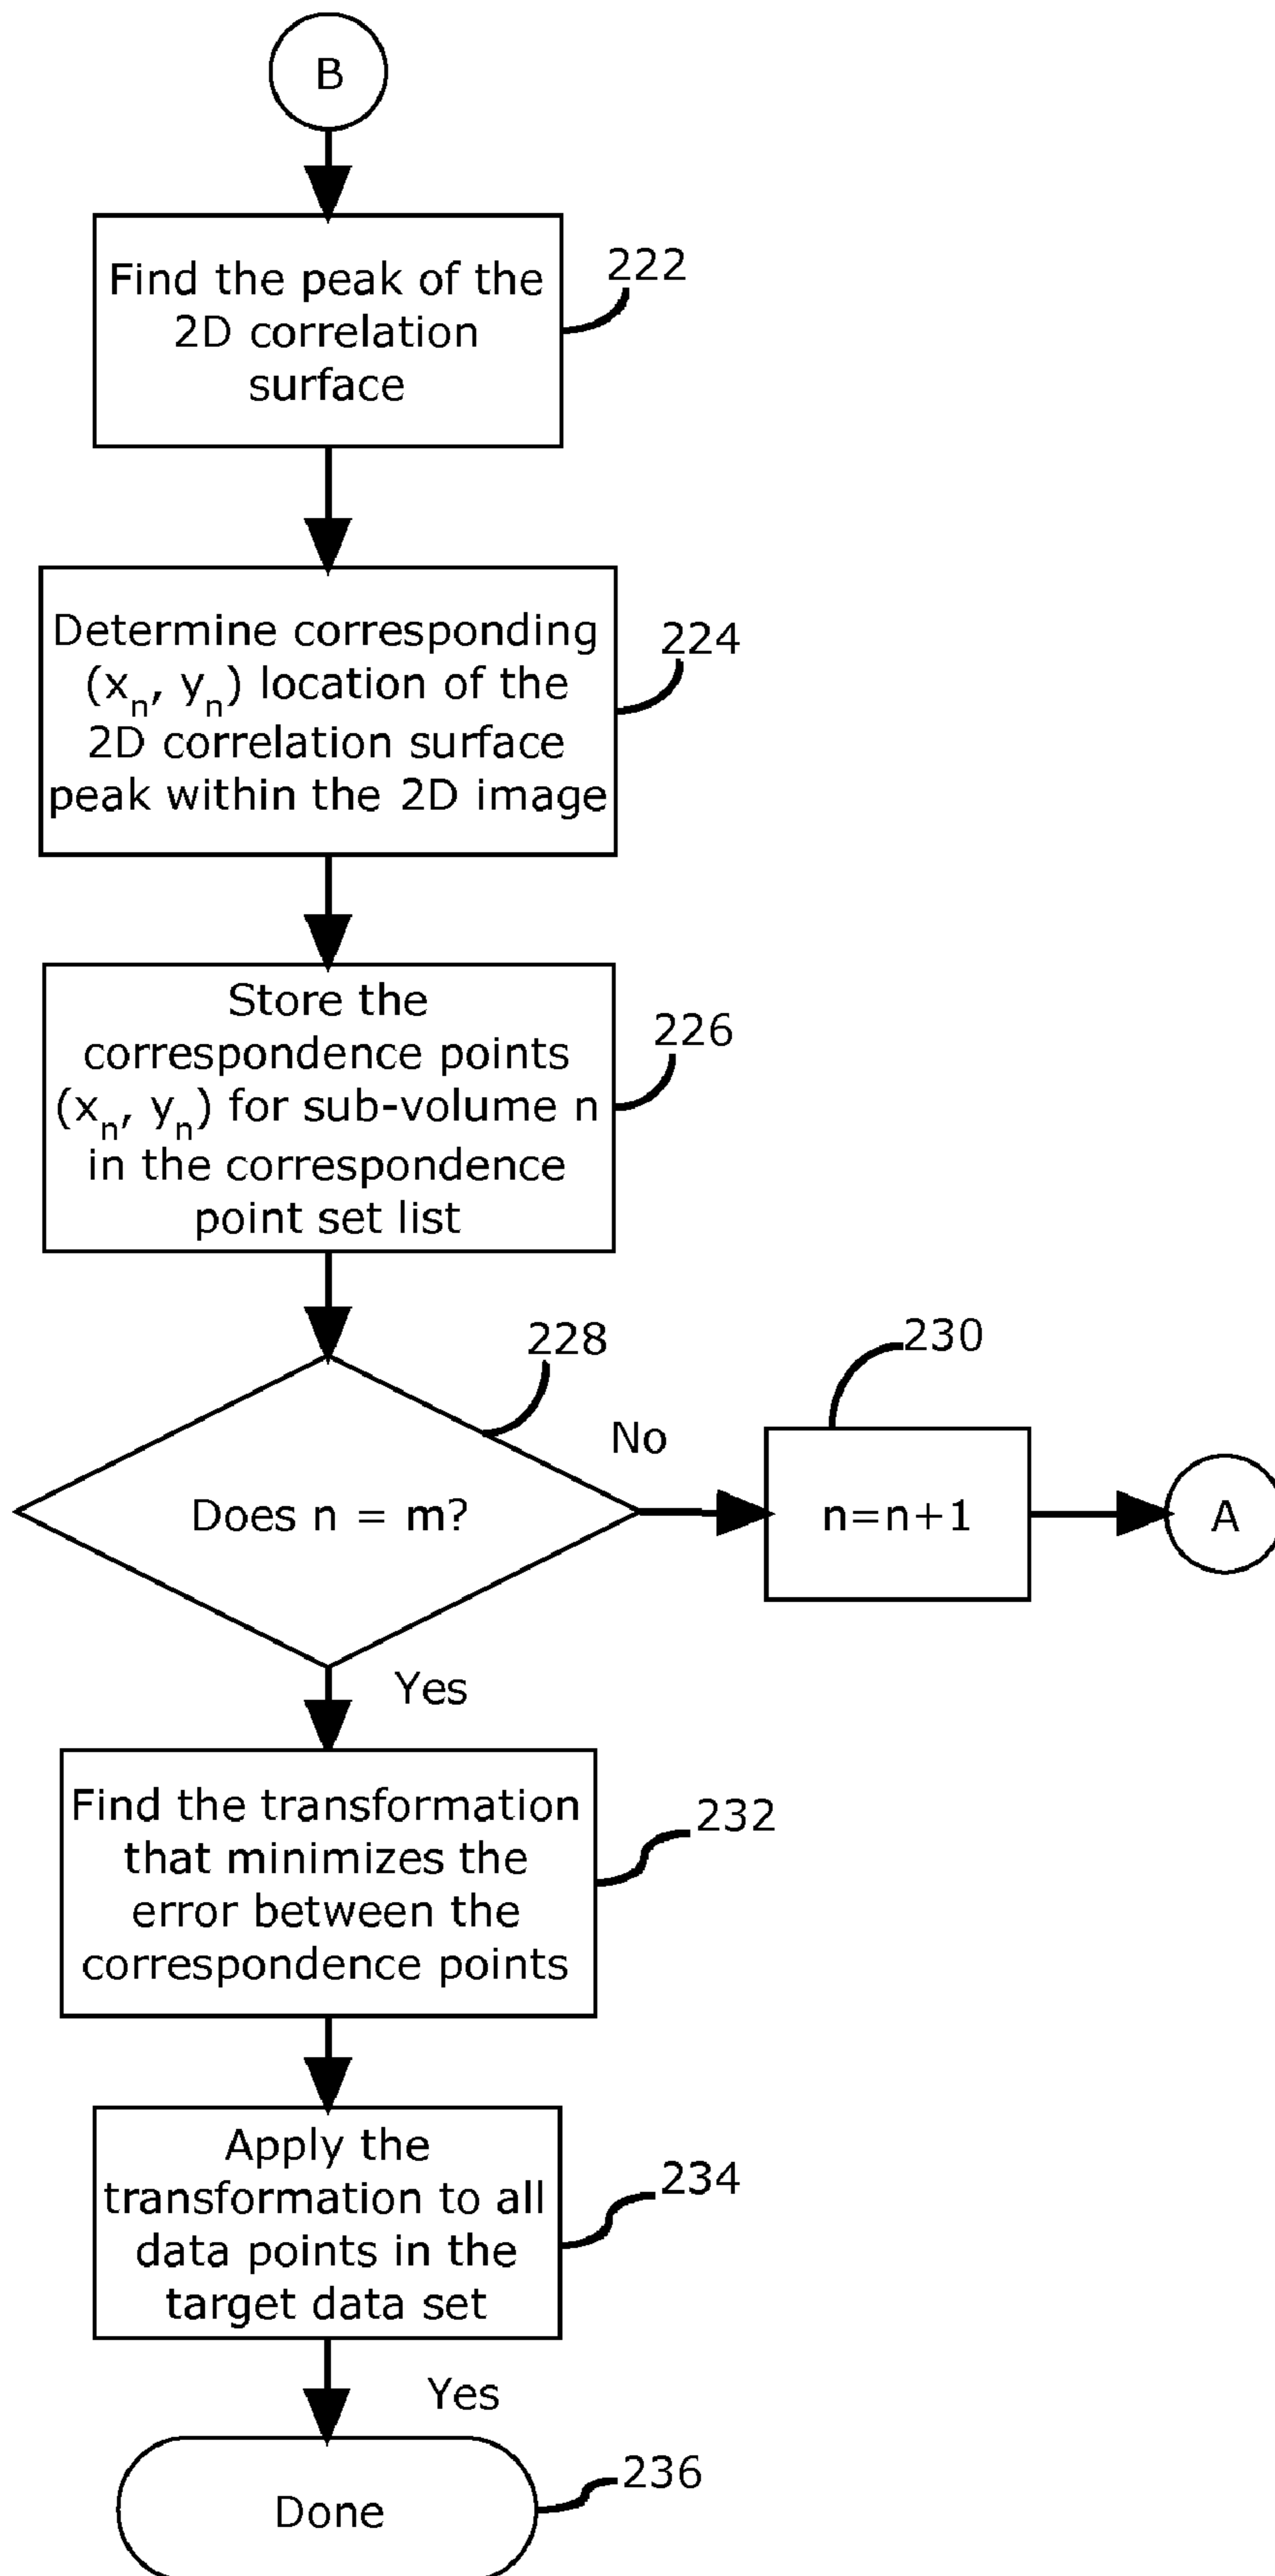 B
Find the peak of the
2D correlation
surface
222
Determine corresponding
(xn, yn) location of the
2D correlation surface
peak within the 2D image
224
Store the
correspondence points
(xn, yn) for sub-volume n
in the correspondence
point set list
226
228
Does n = m?
No
230
n=n+1
A
Yes
Find the transformation
that minimizes the
error between the
correspondence points
232
Apply the
transformation to all
data points in the
target data set
234
Yes
Done
236